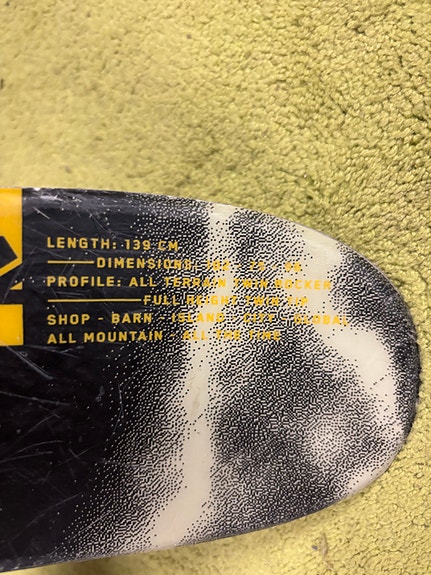 LENGTH: 139 CM
DIMENSIONS:
PROFILE: ALL TERRAIN TWIN ROCKER
FULL HEIGHT TWIN TIP
SHOP - BARN - ISLAND - CITY - GLOBAL
ALL MOUNTAIN - ALL THE TIME